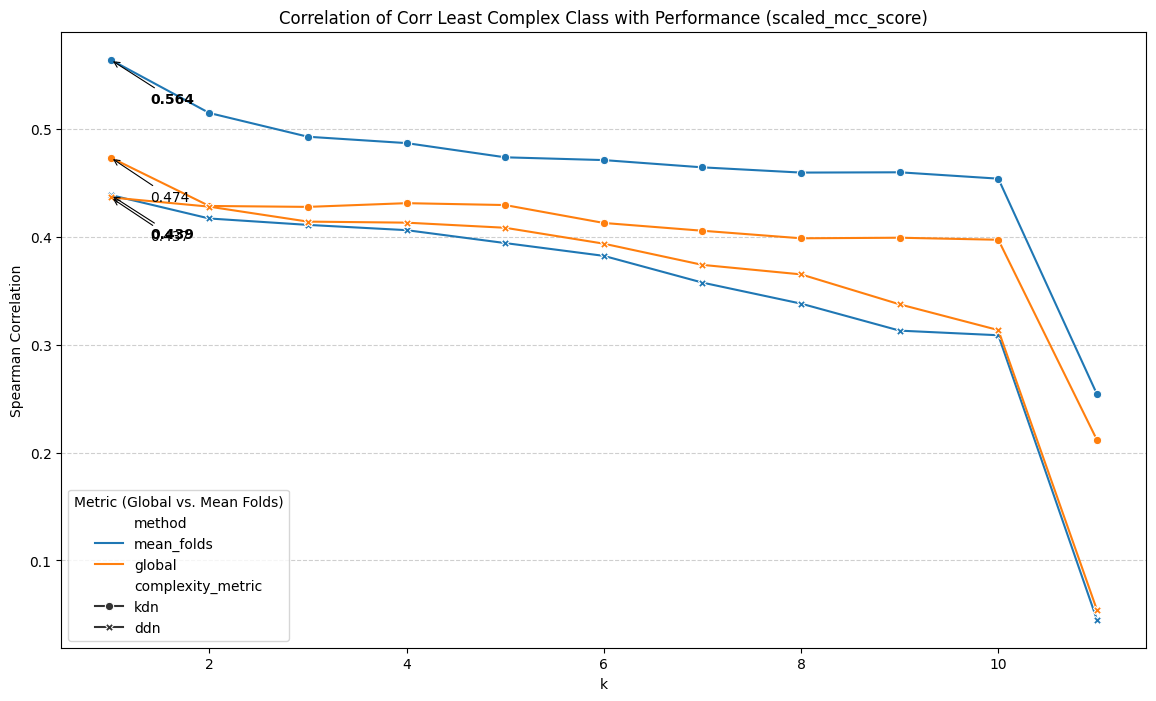 Correlation of Corr Least Complex Class with Performance (scaled_mcc_score)
0.564
0.474
0.439
0.437
0.5
0.4
0.3
0.2
0.1
Spearman Correlation
Metric (Global vs. Mean Folds)
method
mean_folds
global
complexity_metric
kdn
ddn
2
4
6
8
10
k